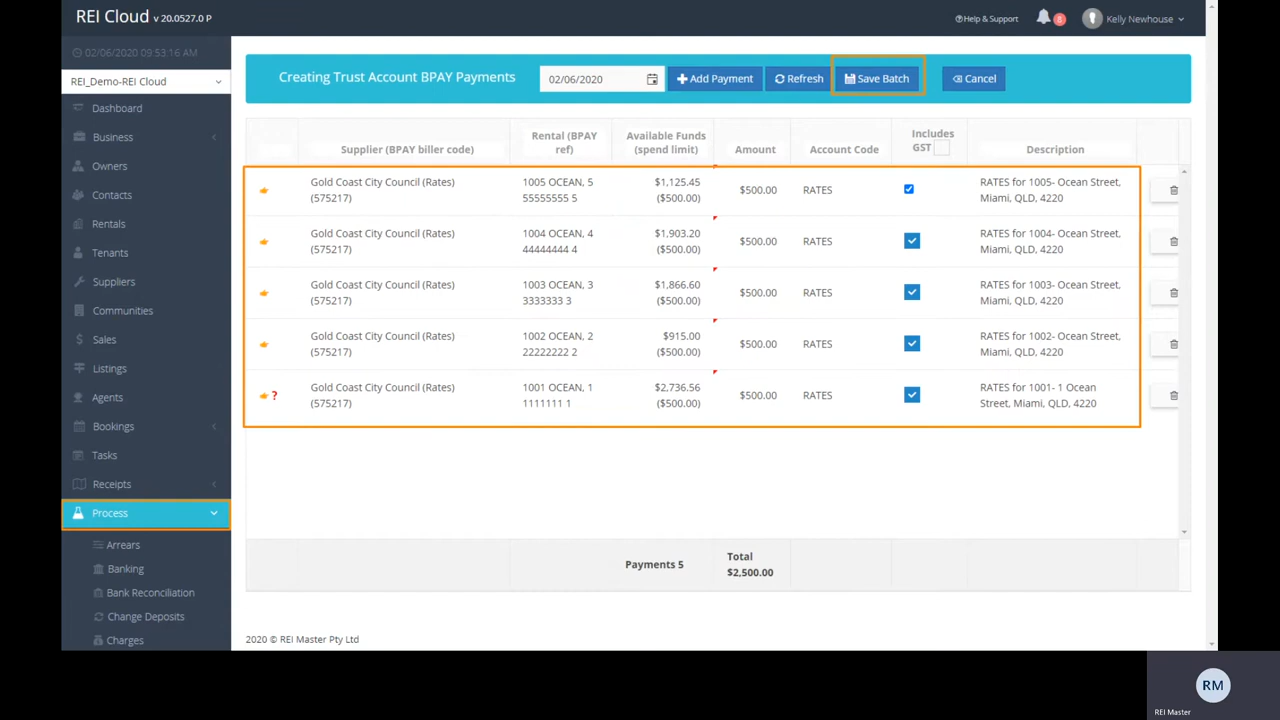 REI Cloud v 20.0527.0 P
Help & Support
8
Kelly Newhouse
02/06/2020 09:53:16 AM
REI_Demo-REI Cloud
Dashboard
Business
Owners
Contacts
Rentals
Tenants
Suppliers
Communities
Sales
Listings
Agents
Bookings
Tasks
Receipts
Process
Arrears
Banking
Bank Reconciliation
Change Deposits
Charges
Creating Trust Account BPAY Payments
02/06/2020
Add Payment
Refresh
Save Batch
Cancel
Supplier (BPAY biller code)
Rental (BPAY
ref)
Available Funds
(spend limit)
Amount
Account Code
Includes
GST
Description
Gold Coast City Council (Rates)
(575217)
1005 OCEAN, 5
55555555 5
$1,125.45
($500.00)
$500.00
RATES
RATES for 1005- Ocean Street,
Miami, QLD, 4220
Gold Coast City Council (Rates)
(575217)
1004 OCEAN, 4
44444444 4
$1,903.20
($500.00)
$500.00
RATES
RATES for 1004- Ocean Street,
Miami, QLD, 4220
Gold Coast City Council (Rates)
(575217)
1003 OCEAN, 3
3333333 3
$1,866.60
($500.00)
$500.00
RATES
RATES for 1003- Ocean Street,
Miami, QLD, 4220
Gold Coast City Council (Rates)
(575217)
1002 OCEAN, 2
22222222 2
$915.00
($500.00)
$500.00
RATES
RATES for 1002- Ocean Street,
Miami, QLD, 4220
?
Gold Coast City Council (Rates)
(575217)
1001 OCEAN, 1
1111111 1
$2,736.56
($500.00)
$500.00
RATES
RATES for 1001- 1 Ocean
Street, Miami, QLD, 4220
Payments 5
Total
$2,500.00
2020 © REI Master Pty Ltd
RM
REI Master